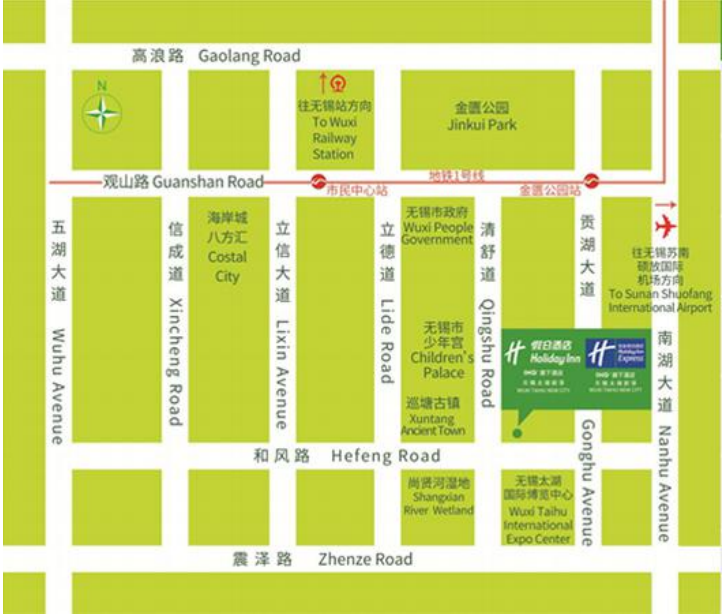 高浪路 Gaolang Road
N
往无锡站方向
To Wuxi
Railway
Station
金匮公园
Jinkui Park
观山路 Guanshan Road
地铁1号线
市民中心站
金匮公园站
五湖大道 Wuhu Avenue
信成道 Xincheng Road
海岸城
八方汇
Costal
City
立信大道 Lixin Avenue
立德道 Lide Road
无锡市政府
Wuxi People
Government
清舒道 Qingshu Road
贡湖大道 Gonghu Avenue
往无锡苏南
硕放国际
机场方向
To Sunan Shuofang
International Airport
南湖大道 Nanhu Avenue
无锡市
少年宫
Children's
Palace
巡塘古镇
Xuntang
Ancient Town
H 假日酒店
Holiday Inn
H
Holiday Inn
Express
和风路 Hefeng Road
尚贤河湿地
Shangxian
River Wetland
无锡太湖
国际博览中心
Wuxi Taihu
International
Expo Center
震泽路 Zhenze Road